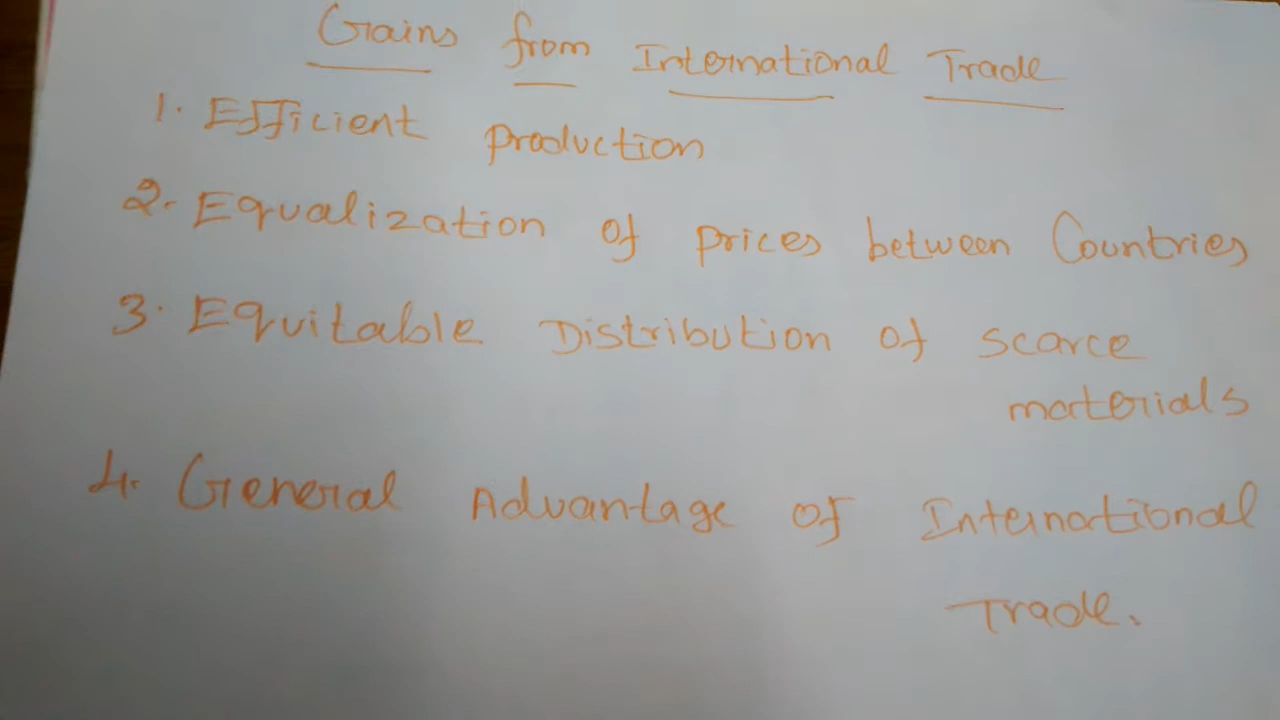 Gains from International Trade
1. Efficient Production
2. Equalization of Prices between Countries
3. Equitable Distribution of scarce
materials
4. General Advantage of International
Trade.